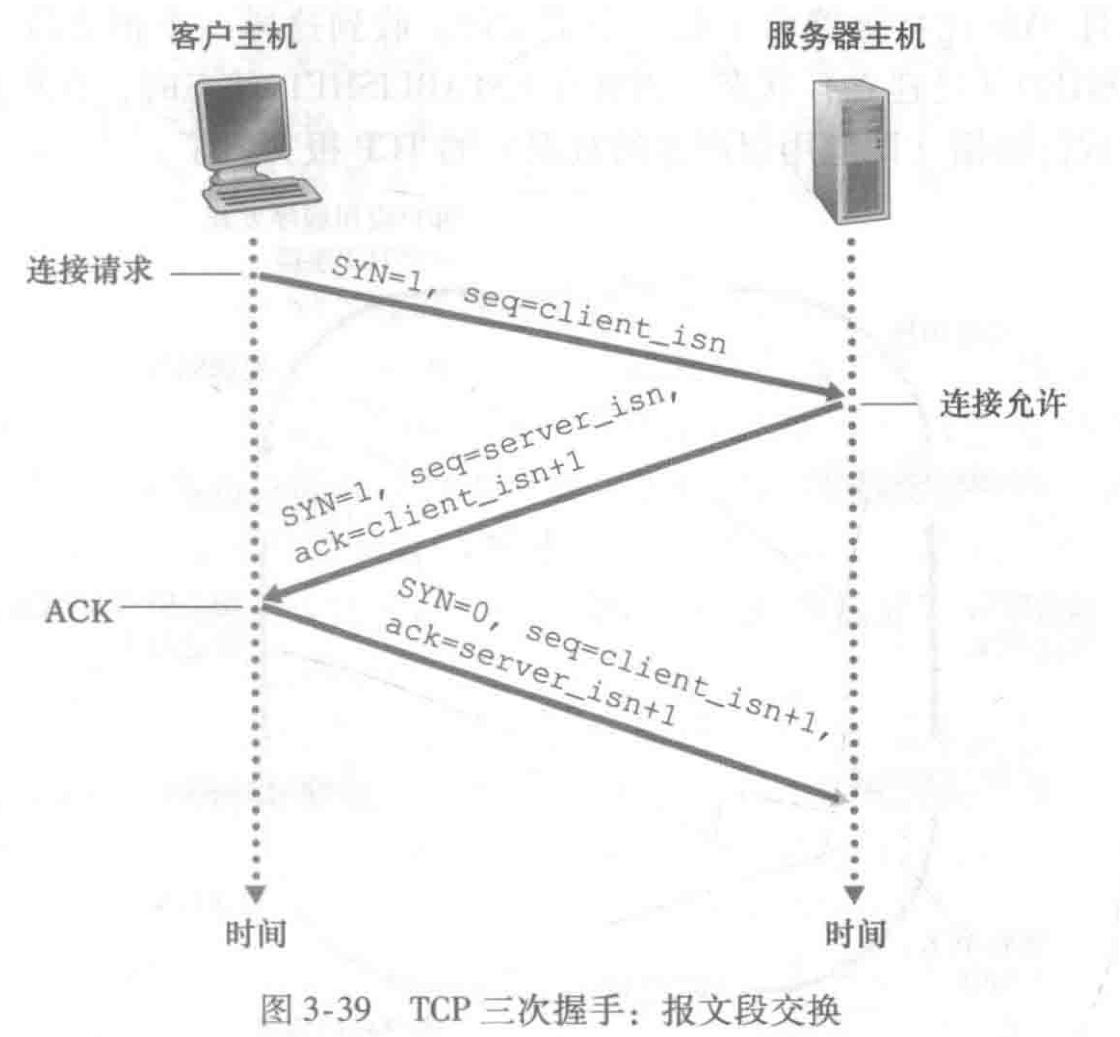 客户主机
服务器主机
连接请求
SYN=1, seq=client_isn
连接允许
SYN=1, seq=server_isn,
ack=client_isn+1
ACK
SYN=0, seq=client_isn+1,
ack=server_isn+1
时间
时间
图 3-39 TCP 三次握手：报文段交换